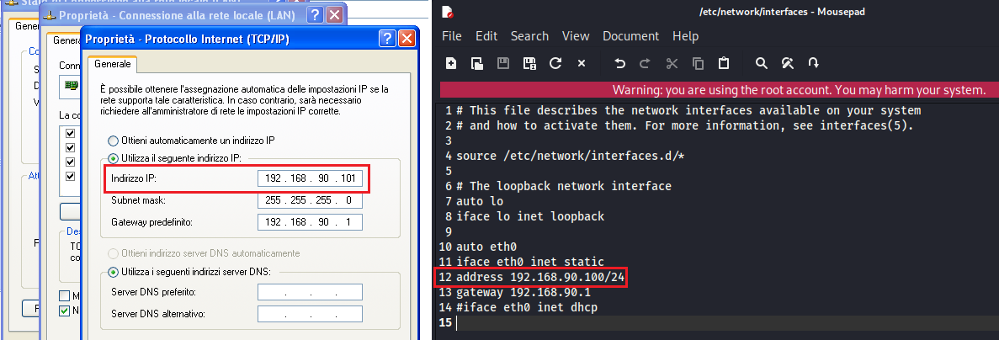 Proprietà - Connessione alla rete locale (LAN)
Proprietà - Protocollo Internet (TCP/IP)
Generale
È possibile ottenere l'assegnazione automatica delle impostazioni IP se la
rete supporta tale caratteristica. In caso contrario, sarà necessario
richiedere all'amministratore di rete le impostazioni IP corrette.
Ottieni automaticamente un indirizzo IP
Utilizza il seguente indirizzo IP:
Indirizzo IP: 192 . 168 . 90 . 101
Subnet mask: 255 . 255 . 255 . 0
Gateway predefinito: 192 . 168 . 90 . 1
Ottieni indirizzo server DNS automaticamente
Utilizza i seguenti indirizzi server DNS:
Server DNS preferito: . . .
Server DNS alternativo: . . .
/etc/network/interfaces - Mousepad
File Edit Search View Document Help
Warning: you are using the root account. You may harm your system.
1 # This file describes the network interfaces available on your system
2 # and how to activate them. For more information, see interfaces(5).
3
4 source /etc/network/interfaces.d/*
5
6 # The loopback network interface
7 auto lo
8 iface lo inet loopback
9
10 auto eth0
11 iface eth0 inet static
12 address 192.168.90.100/24
13 gateway 192.168.90.1
14 #iface eth0 inet dhcp
15